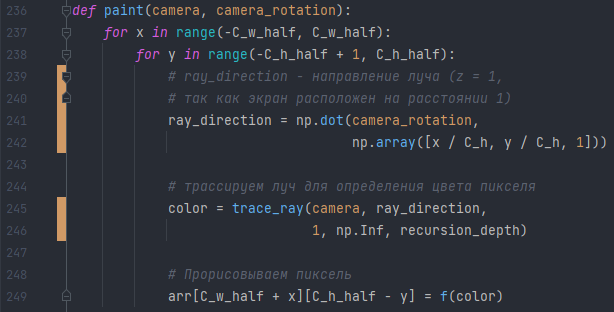 236 def paint(camera, camera_rotation):
237     for x in range(-C_w_half, C_w_half):
238         for y in range(-C_h_half + 1, C_h_half):
239             # ray_direction - направление луча (z = 1,
240             # так как экран расположен на расстоянии 1)
241             ray_direction = np.dot(camera_rotation,
242                                    np.array([x / C_h, y / C_h, 1]))
243
244             # трассируем луч для определения цвета пикселя
245             color = trace_ray(camera, ray_direction,
246                               1, np.Inf, recursion_depth)
247
248             # Прорисовываем пиксель
249             arr[C_w_half + x][C_h_half - y] = f(color)